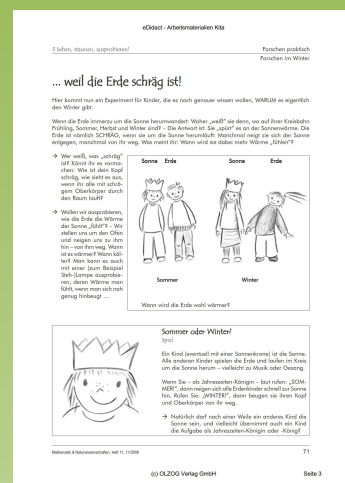 eDidact - Arbeitsmaterialien Kita
3 Sehen, staunen, ausprobieren!
Forschen praktisch
Forschen im Winter
... weil die Erde schräg ist!
Hier kommt nun ein Experiment für Kinder, die es noch genauer wissen wollen, WARUM es eigentlich
den Winter gibt.
Wenn die Erde immerzu um die Sonne herumwandert: Woher „weiß“ sie denn, wo auf ihrer Kreisbahn
Frühling, Sommer, Herbst und Winter sind? – Die Antwort ist: Sie „spürt“ es an der Sonnenwärme. Die
Erde ist nämlich SCHRÄG, wenn sie um die Sonne herumläuft: Manchmal neigt sie sich der Sonne
entgegen, manchmal von ihr weg. Was meint ihr: Wann wird sie dabei mehr Wärme „fühlen“?
→ Wer weiß, was „schräg“
ist? Könnt ihr es vorma-
chen: Wie ist dein Kopf
schräg, wie sieht es aus,
wenn ihr alle mit schrä-
gem Oberkörper durch
den Raum lauft?
→ Wollen wir ausprobieren,
wie die Erde die Wärme
der Sonne „fühlt“? – Wir
stellen uns um den Ofen
und neigen uns zu ihm
hin – von ihm weg. Wann
ist es wärmer? Wann käl-
ter? Man kann es auch
mit einer (zum Beispiel
Steh-)Lampe ausprobie-
ren, deren Wärme man
fühlt, wenn man sich nah
genug hinbeugt ...
Sonne Erde Sonne Erde
Sommer Winter
Wann wird die Erde wohl wärmer?
Sommer oder Winter?
Spiel
Ein Kind (eventuell mit einer Sonnenkrone) ist die Sonne.
Alle anderen Kinder spielen die Erde und laufen im Kreis
um die Sonne herum – vielleicht zu Musik oder Gesang.
Wenn Sie – als Jahreszeiten-Königin – laut rufen: „SOM-
MER!“, dann neigen sich alle Erdenkinder schnell zur Sonne
hin. Rufen Sie: „WINTER!“, dann beugen sie ihren Kopf
und Oberkörper von ihr weg.
→ Natürlich darf nach einer Weile ein anderes Kind die
Sonne sein, und vielleicht übernimmt auch ein Kind
die Aufgabe als Jahreszeiten-Königin oder -König?
Mathematik & Naturwissenschaften, Heft 11, 11/2008
71
(c) OLZOG Verlag GmbH
Seite 3